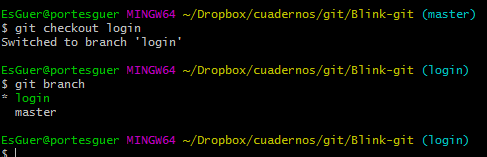 EsGuer@portesguer MINGW64 ~/Dropbox/cuadernos/git/Blink-git (master)
$ git checkout login
Switched to branch 'login'
EsGuer@portesguer MINGW64 ~/Dropbox/cuadernos/git/Blink-git (login)
$ git branch
* login
  master
EsGuer@portesguer MINGW64 ~/Dropbox/cuadernos/git/Blink-git (login)
$